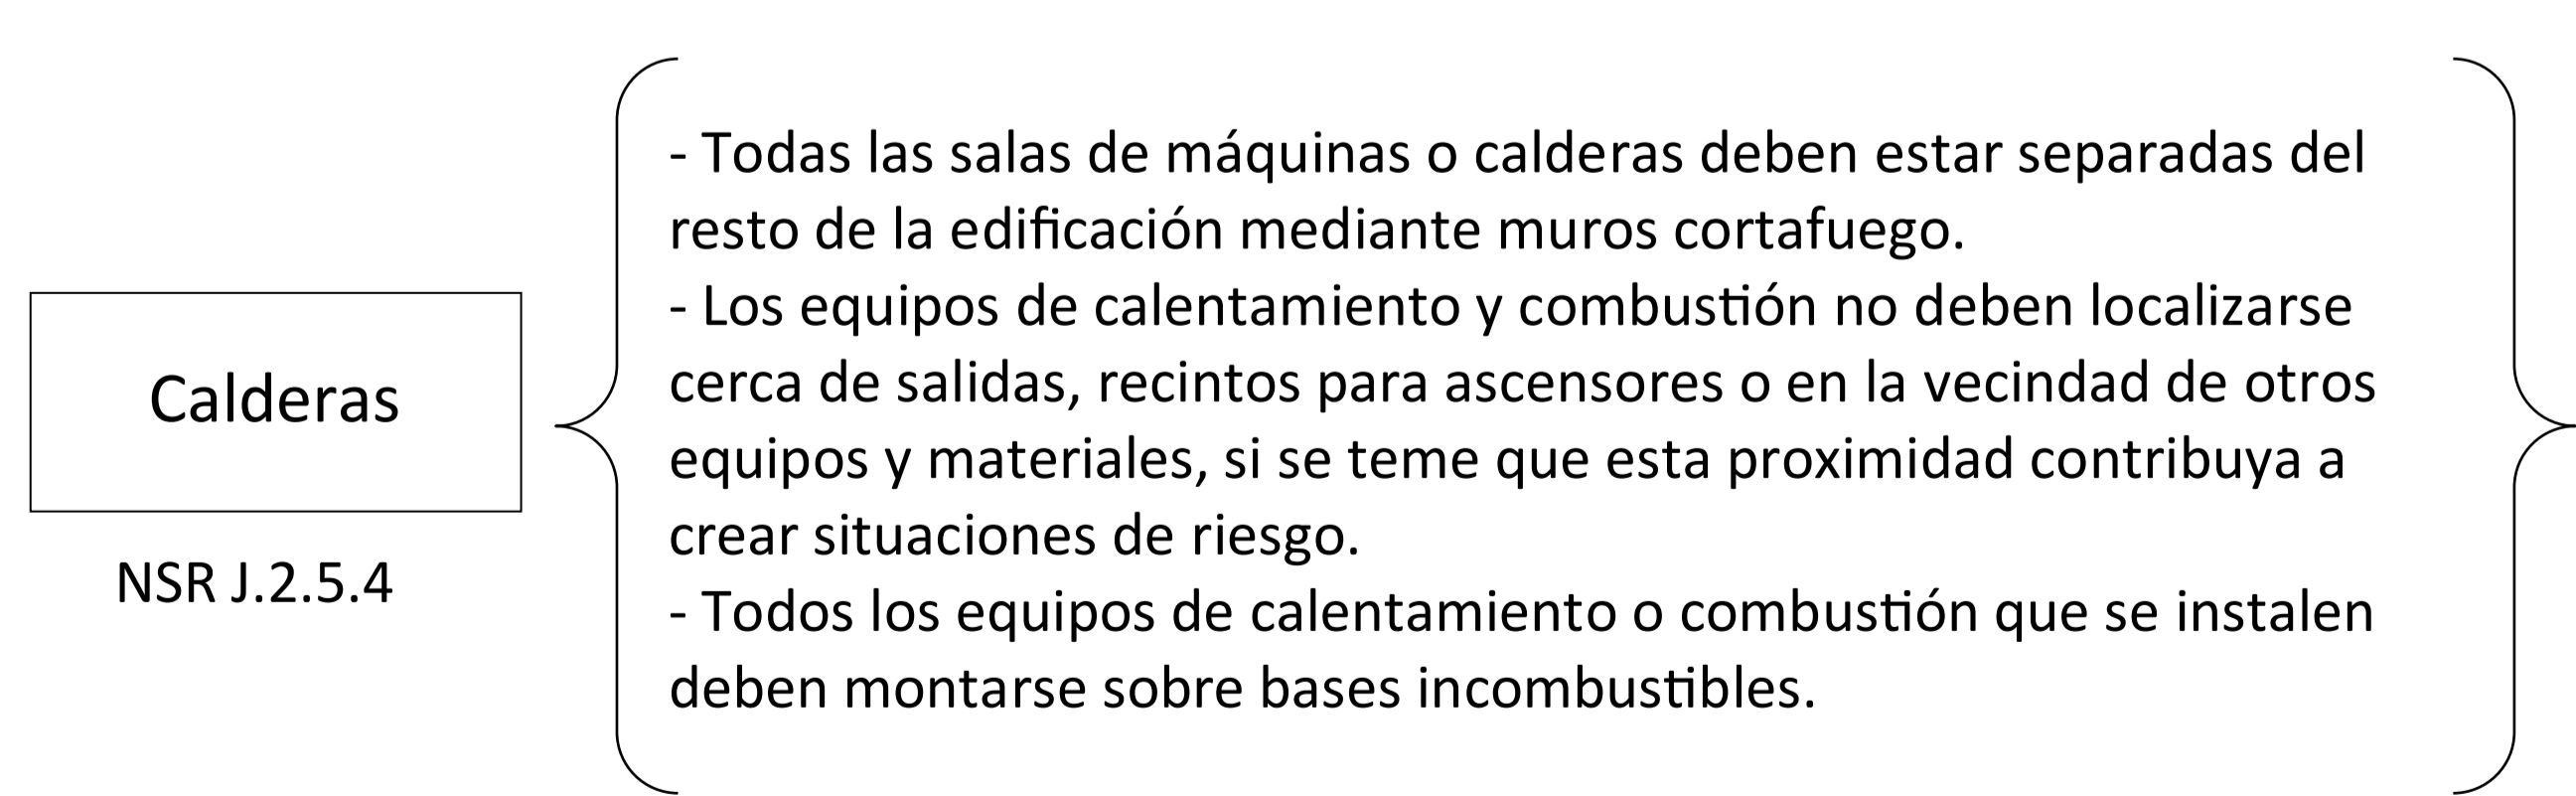 Calderas
NSR J.2.5.4
- Todas las salas de máquinas o calderas deben estar separadas del
resto de la edificación mediante muros cortafuego.
- Los equipos de calentamiento y combustión no deben localizarse
cerca de salidas, recintos para ascensores o en la vecindad de otros
equipos y materiales, si se teme que esta proximidad contribuya a
crear situaciones de riesgo.
- Todos los equipos de calentamiento o combustión que se instalen
deben montarse sobre bases incombustibles.